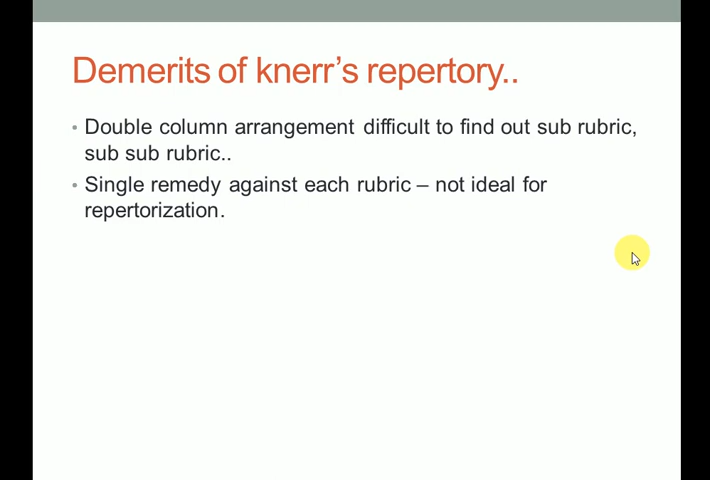 Demerits of knerr's repertory..
• Double column arrangement difficult to find out sub rubric,
sub sub rubric..
• Single remedy against each rubric – not ideal for
repertorization.